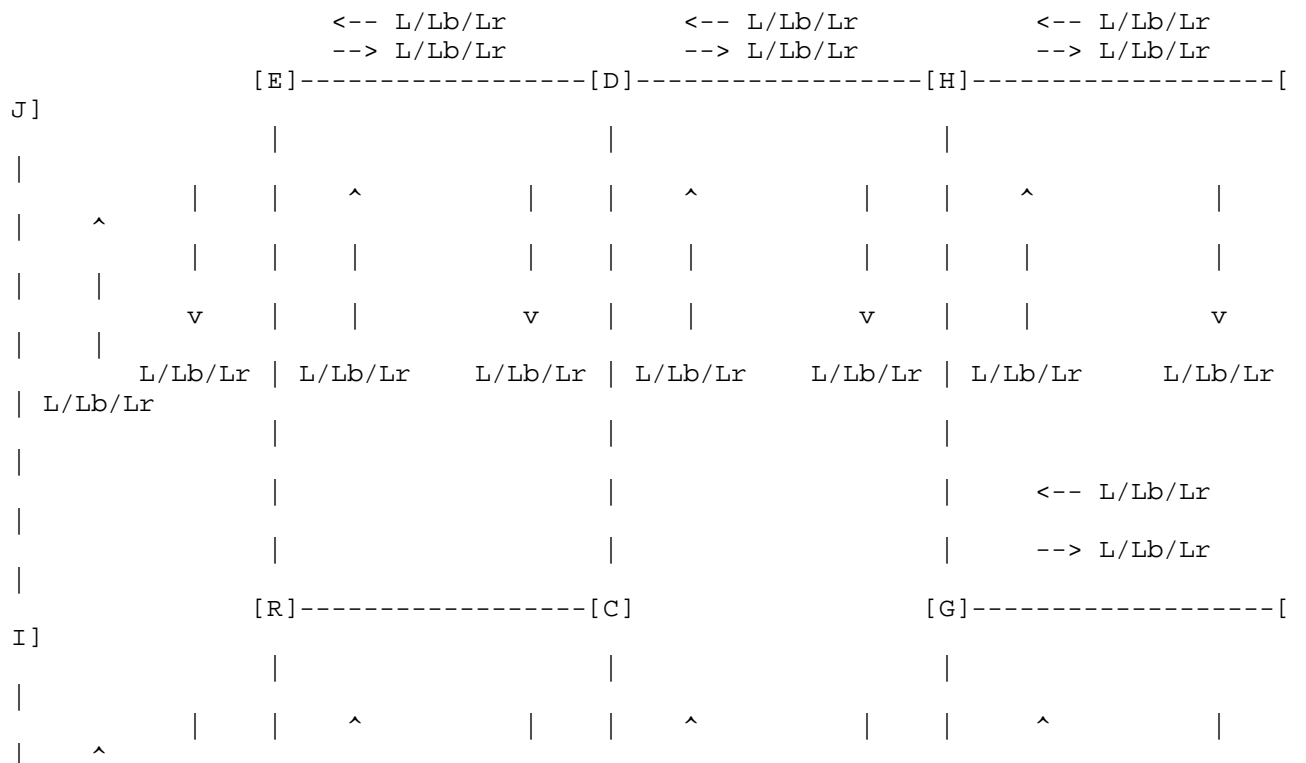 <-- L/Lb/Lr <-- L/Lb/Lr <-- L/Lb/Lr
--> L/Lb/Lr --> L/Lb/Lr --> L/Lb/Lr
[E]------------------[D]------------------[H]-------------------[
J]
| | |
|
| | ^ | | ^ | | ^ |
| ^
| | | | | | | | | |
| |
v | | v | | v | | v
| |
L/Lb/Lr | L/Lb/Lr L/Lb/Lr | L/Lb/Lr L/Lb/Lr | L/Lb/Lr L/Lb/Lr
| L/Lb/Lr
| | |
|
| | | <-- L/Lb/Lr
|
| | | --> L/Lb/Lr
|
[R]------------------[C] [G]-------------------[
I]
| | |
|
| | ^ | | ^ | | ^ |
| ^